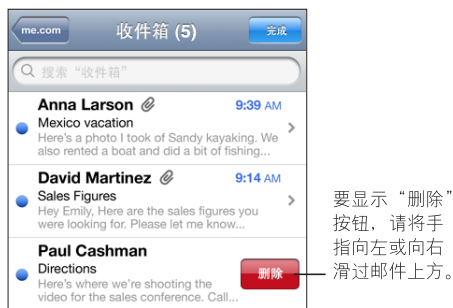 me.com
收件箱 (5)
完成
搜索“收件箱”
Anna Larson
9:39 AM
Mexico vacation
Here's a photo I took of Sandy kayaking. We
also rented a boat and did a bit of fishing...
David Martinez
9:14 AM
Sales Figures
Hey Emily, Here are the sales figures you
were looking for. Please let me know...
Paul Cashman
Directions
删除
Here's where we're shooting the
video for the sales conference. Call...
要显示“删除”
按钮，请将手
指向左或向右
滑过邮件上方。